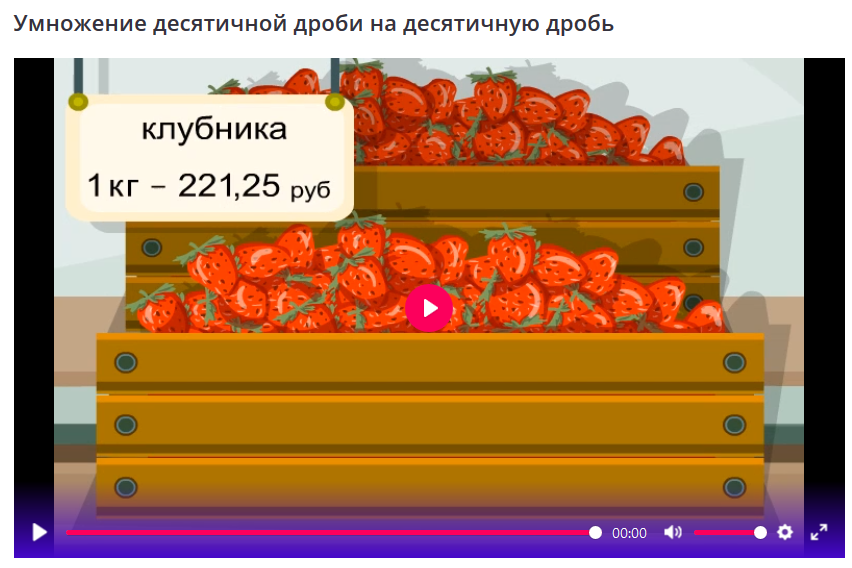 Умножение десятичной дроби на десятичную дробь
клубника
1 кг – 221,25 руб
00:00